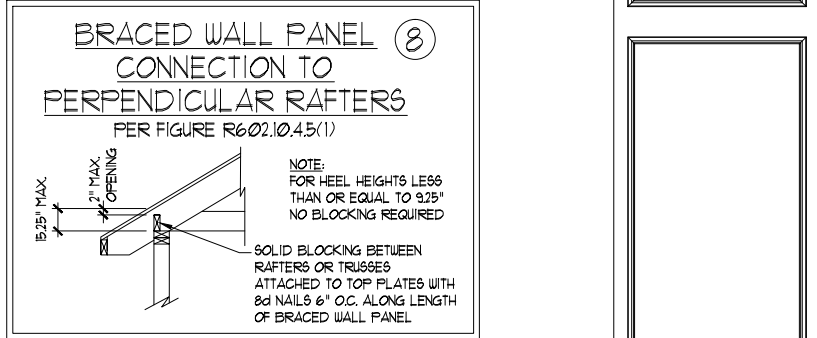 BRACED WALL PANEL
8
CONNECTION TO
PERPENDICULAR RAFTERS
PER FIGURE R602.10.4.5(1)
15.25" MAX.
2" MAX.
OPENING
NOTE:
FOR HEEL HEIGHTS LESS
THAN OR EQUAL TO 9.25"
NO BLOCKING REQUIRED
SOLID BLOCKING BETWEEN
RAFTERS OR TRUSSES
ATTACHED TO TOP PLATES WITH
8d NAILS 6" O.C. ALONG LENGTH
OF BRACED WALL PANEL